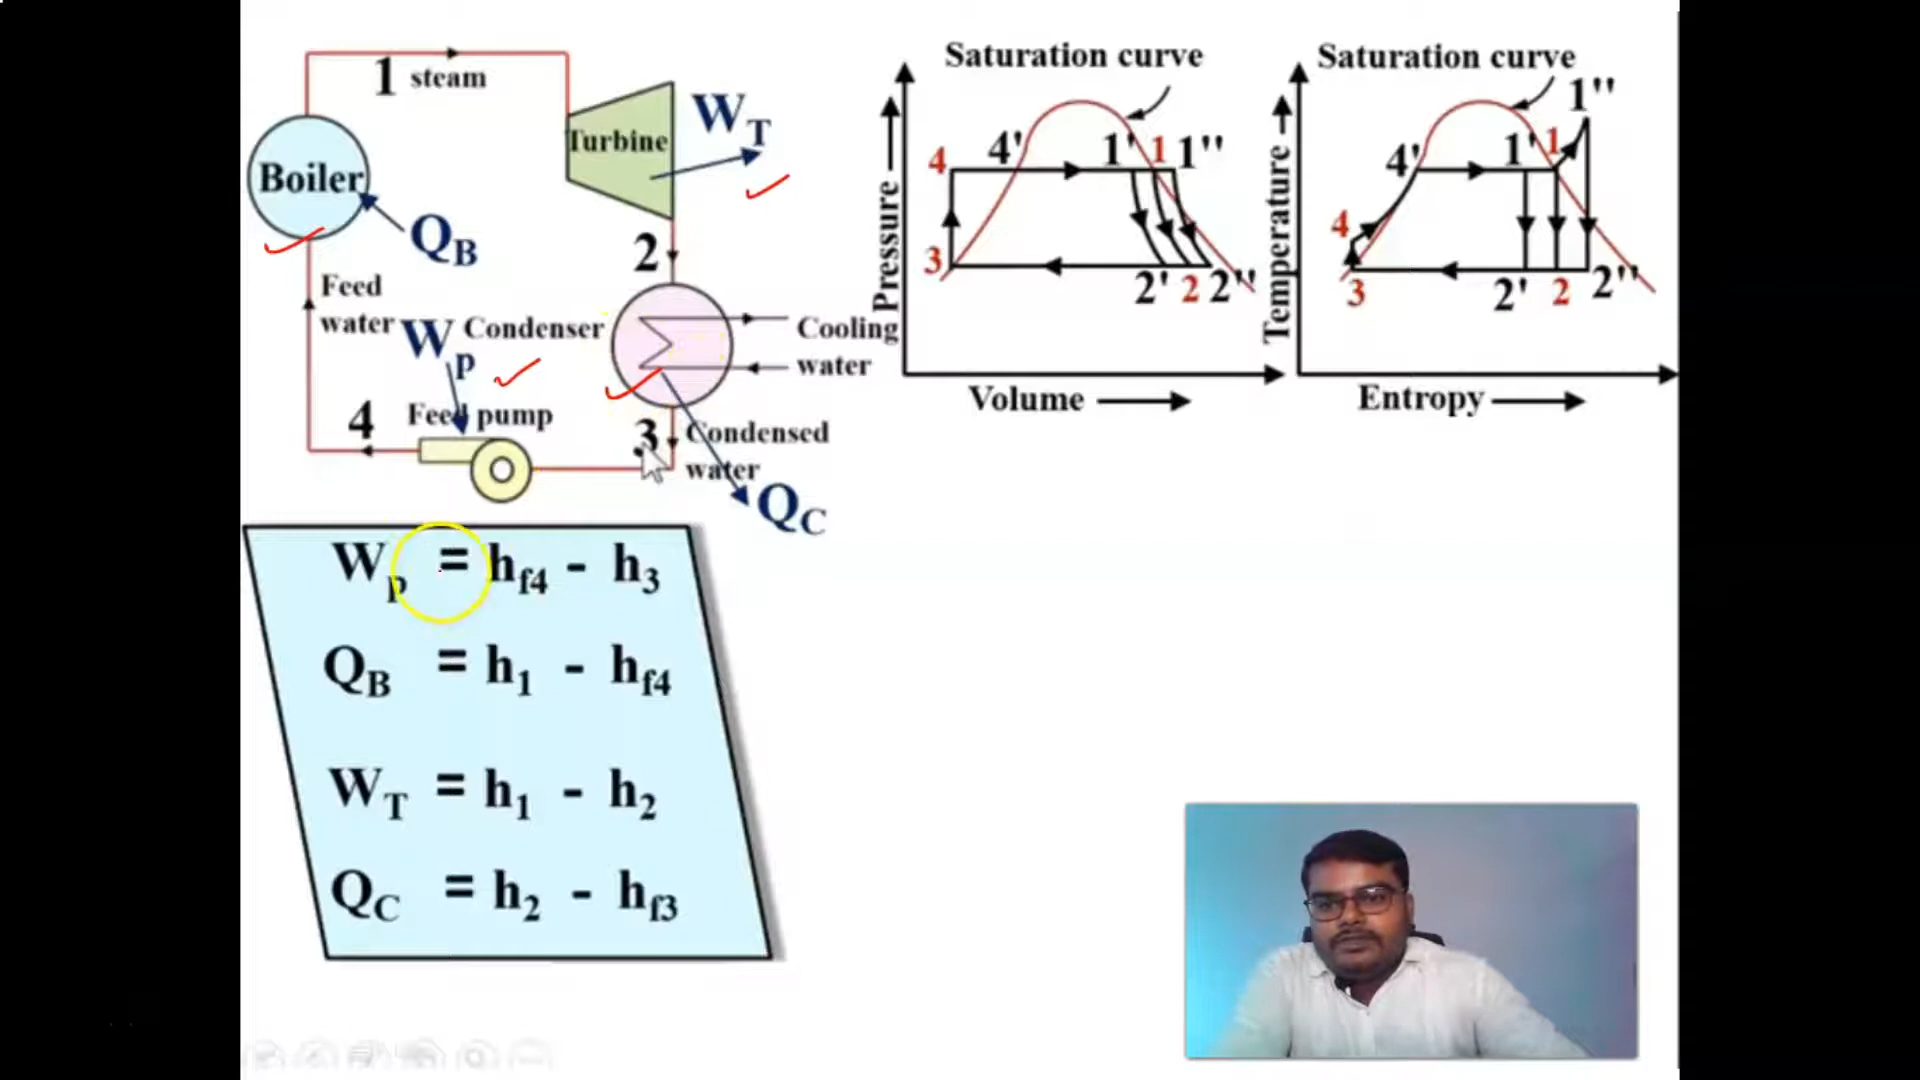 1 steam
Turbine
W_T
Boiler
Q_B
2
Feed
water
W_p
Condenser
Cooling
water
4
Feed pump
3
Condensed
water
Q_C
Saturation curve
Pressure
4
4'
1'
1
1''
3
2'
2
2''
Volume
Saturation curve
Temperature
1''
4'
1'
1
4
3
2'
2
2''
Entropy
W_p = h_f4 - h_3
Q_B = h_1 - h_f4
W_T = h_1 - h_2
Q_C = h_2 - h_f3